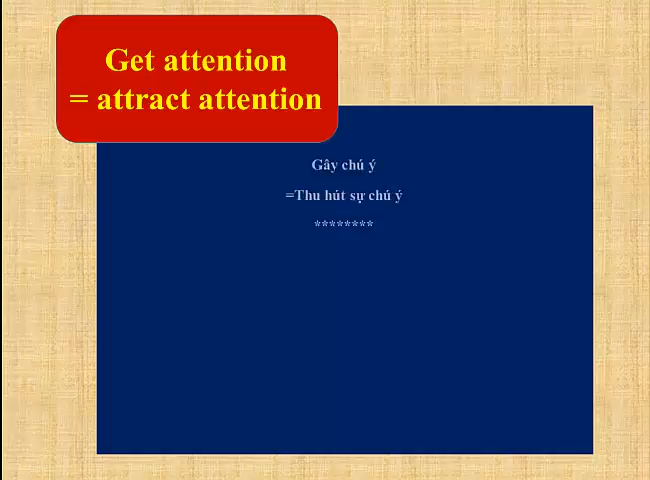 Get attention
= attract attention
Gây chú ý
=Thu hút sự chú ý
********